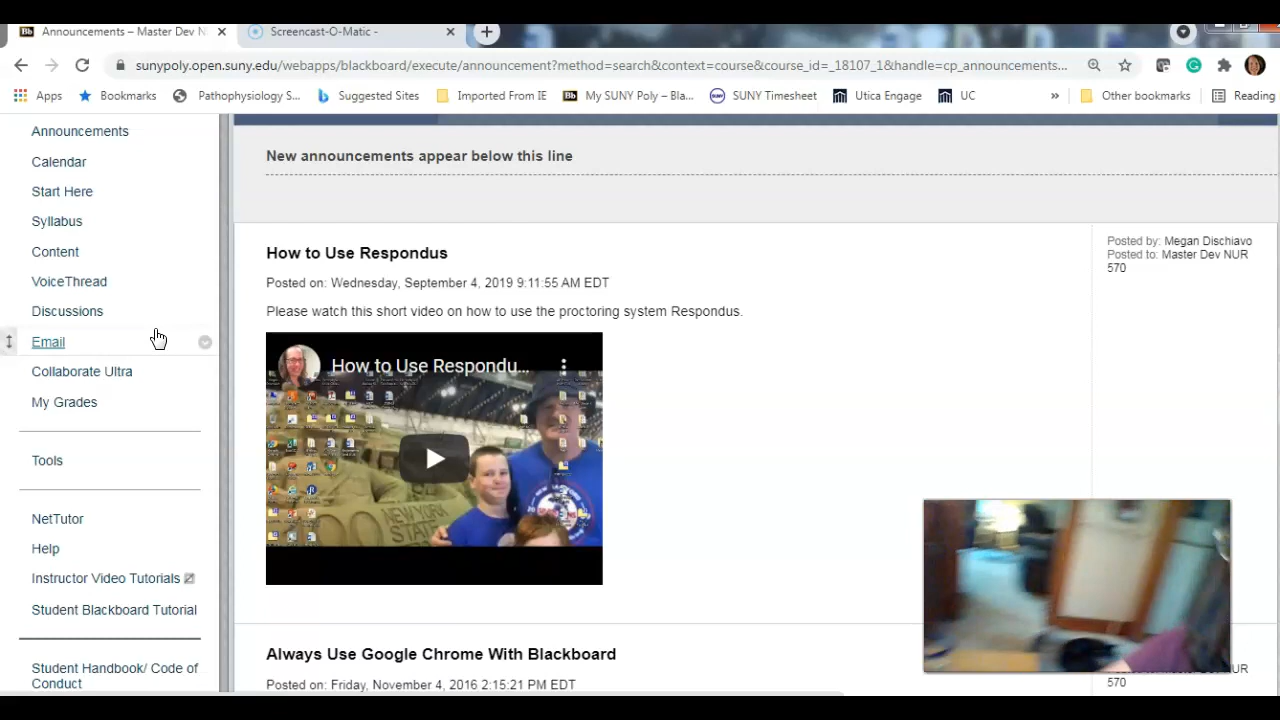 Announcements – Master Dev N
Screencast-O-Matic -
sunypoly.open.suny.edu/webapps/blackboard/execute/announcement?method=search&context=course&course_id=_18107_1&handle=cp_announcements...
Apps
Bookmarks
Pathophysiology S...
Suggested Sites
Imported From IE
Bb
My SUNY Poly – Bla...
SUNY Timesheet
Utica Engage
UC
»
Other bookmarks
Reading
Announcements
Calendar
Start Here
Syllabus
Content
VoiceThread
Discussions
Email
Collaborate Ultra
My Grades
Tools
NetTutor
Help
Instructor Video Tutorials
Student Blackboard Tutorial
Student Handbook/ Code of
Conduct
New announcements appear below this line
How to Use Respondus
Posted on: Wednesday, September 4, 2019 9:11:55 AM EDT
Please watch this short video on how to use the proctoring system Respondus.
How to Use Respondu...
NEW YORK
STATE
Posted by: Megan Dischiavo
Posted to: Master Dev NUR
570
Always Use Google Chrome With Blackboard
Posted on: Friday, November 4, 2016 2:15:21 PM EDT
570